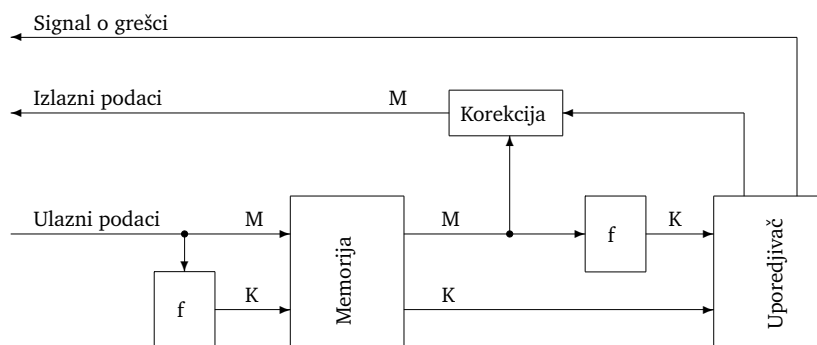 Signal o grešci
Izlazni podaci
M
Korekcija
Ulazni podaci
M
Memorija
M
f
K
Uporedjivač
f
K
K